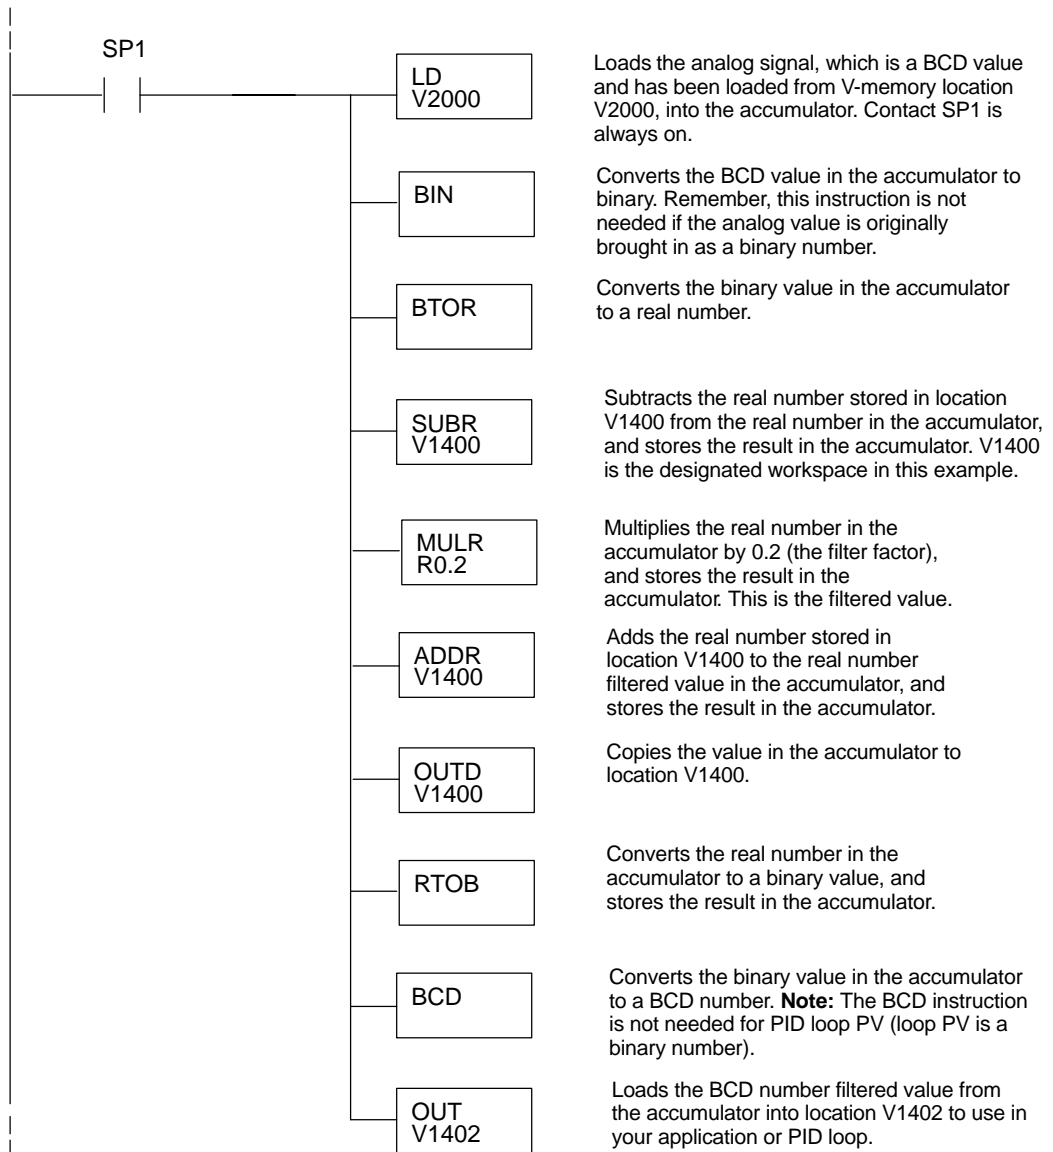 SP1
LD
V2000
Loads the analog signal, which is a BCD value
and has been loaded from V-memory location
V2000, into the accumulator. Contact SP1 is
always on.
BIN
Converts the BCD value in the accumulator to
binary. Remember, this instruction is not
needed if the analog value is originally
brought in as a binary number.
BTOR
Converts the binary value in the accumulator
to a real number.
SUBR
V1400
Subtracts the real number stored in location
V1400 from the real number in the accumulator,
and stores the result in the accumulator. V1400
is the designated workspace in this example.
MULR
R0.2
Multiplies the real number in the
accumulator by 0.2 (the filter factor),
and stores the result in the
accumulator. This is the filtered value.
ADDR
V1400
Adds the real number stored in
location V1400 to the real number
filtered value in the accumulator, and
stores the result in the accumulator.
OUTD
V1400
Copies the value in the accumulator to
location V1400.
RTOB
Converts the real number in the
accumulator to a binary value, and
stores the result in the accumulator.
BCD
Converts the binary value in the accumulator
to a BCD number. Note: The BCD instruction
is not needed for PID loop PV (loop PV is a
binary number).
OUT
V1402
Loads the BCD number filtered value from
the accumulator into location V1402 to use in
your application or PID loop.